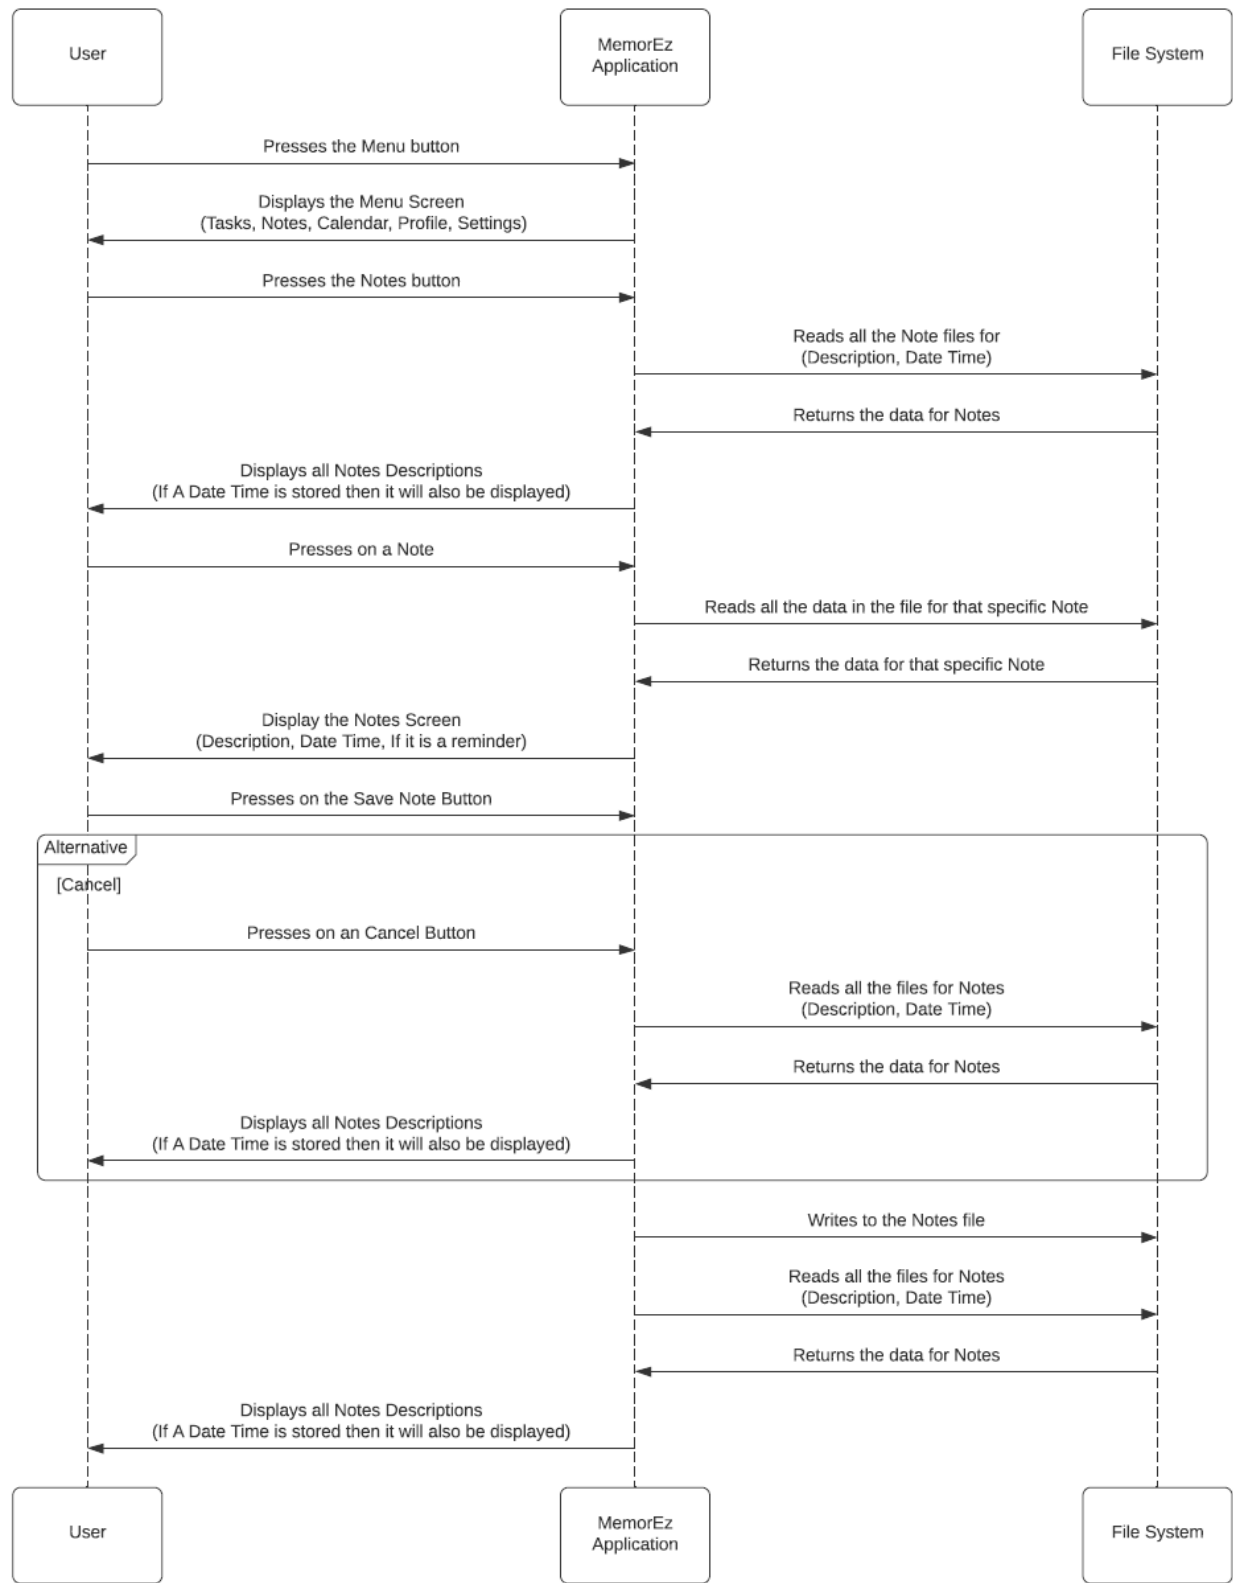 User
MemorEz
Application
File System
Presses the Menu button
Displays the Menu Screen
(Tasks, Notes, Calendar, Profile, Settings)
Presses the Notes button
Reads all the Note files for
(Description, Date Time)
Returns the data for Notes
Displays all Notes Descriptions
(If A Date Time is stored then it will also be displayed)
Presses on a Note
Reads all the data in the file for that specific Note
Returns the data for that specific Note
Display the Notes Screen
(Description, Date Time, If it is a reminder)
Presses on the Save Note Button
Alternative
[Cancel]
Presses on an Cancel Button
Reads all the files for Notes
(Description, Date Time)
Returns the data for Notes
Displays all Notes Descriptions
(If A Date Time is stored then it will also be displayed)
Writes to the Notes file
Reads all the files for Notes
(Description, Date Time)
Returns the data for Notes
Displays all Notes Descriptions
(If A Date Time is stored then it will also be displayed)
User
MemorEz
Application
File System